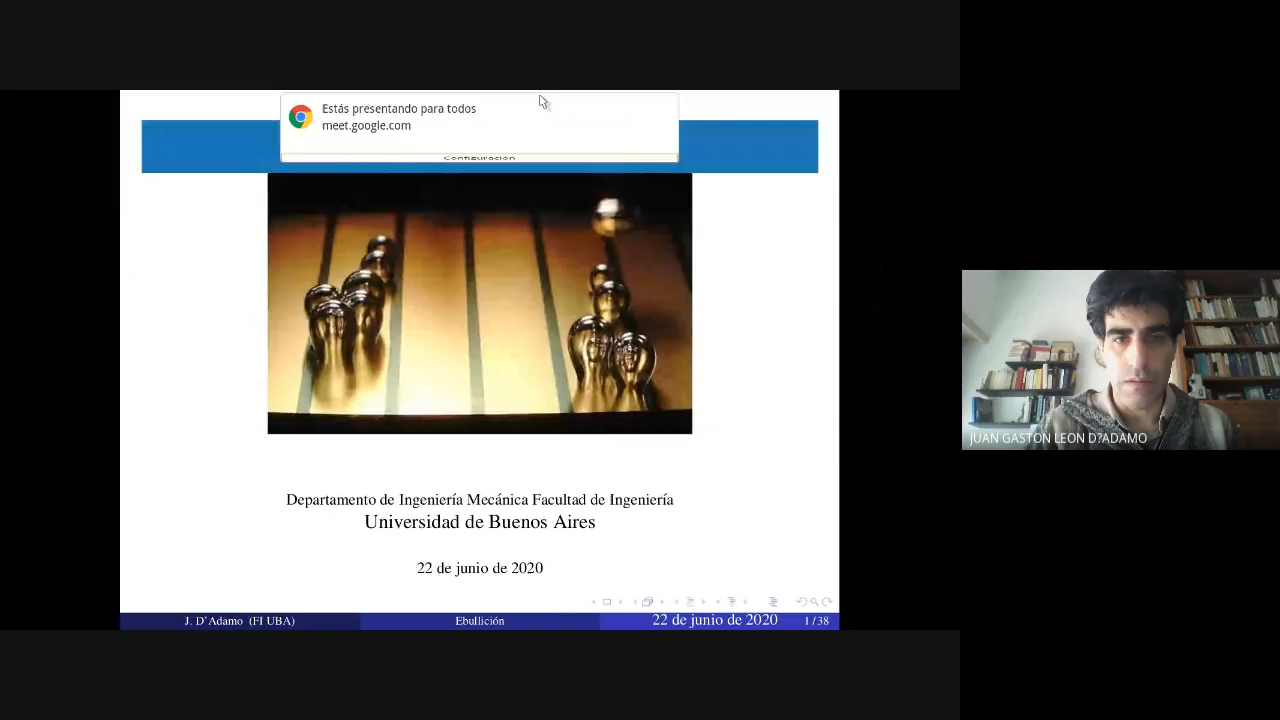 Estás presentando para todos
meet.google.com
Configuración
Departamento de Ingeniería Mecánica Facultad de Ingeniería
Universidad de Buenos Aires
22 de junio de 2020
J. D'Adamo (FI UBA)
Ebullición
22 de junio de 2020
1 / 38
JUAN GASTON LEON D?ADAMO